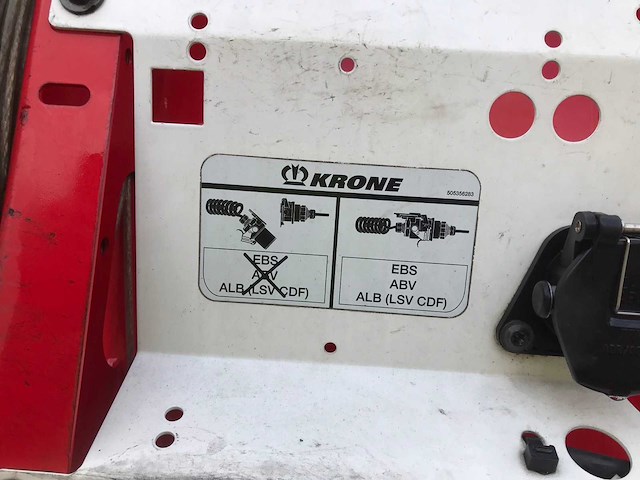 KRONE
505356283
EBS
ABV
ALB (LSV CDF)
EBS
ABV
ALB (LSV CDF)